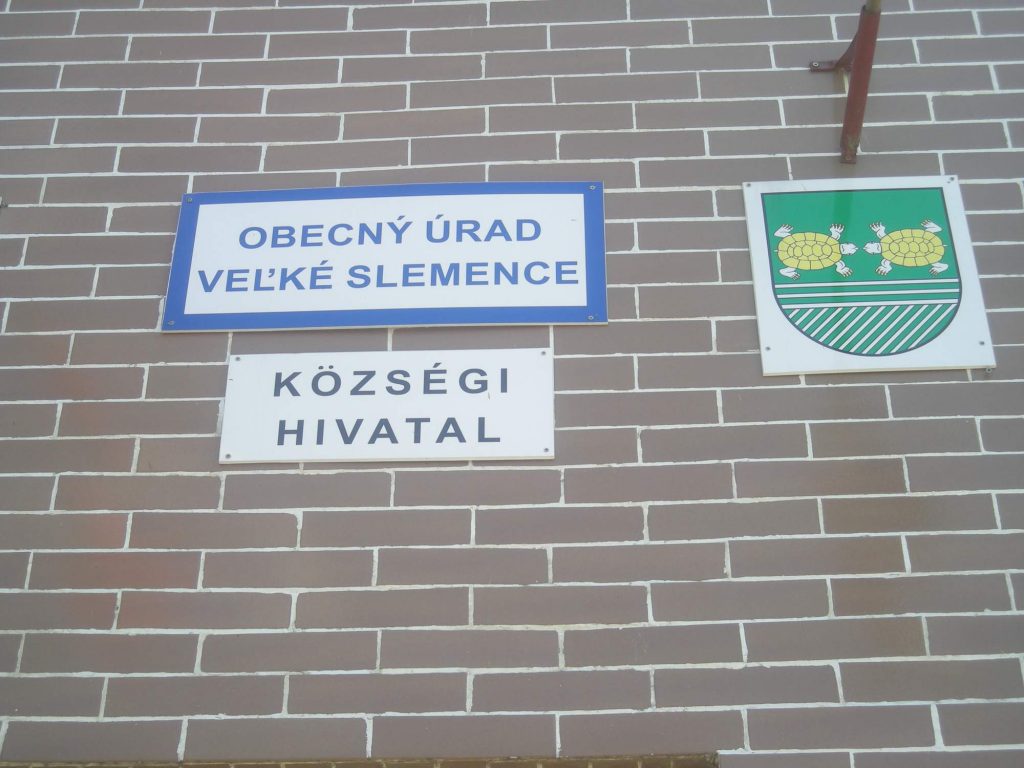 OBECNÝ ÚRAD
VEĽKÉ SLEMENCE
KÖZSÉGI
HIVATAL